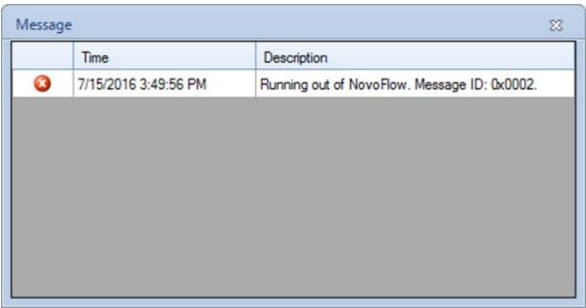 Message
Time Description
7/15/2016 3:49:56 PM Running out of NovoFlow. Message ID: 0x0002.